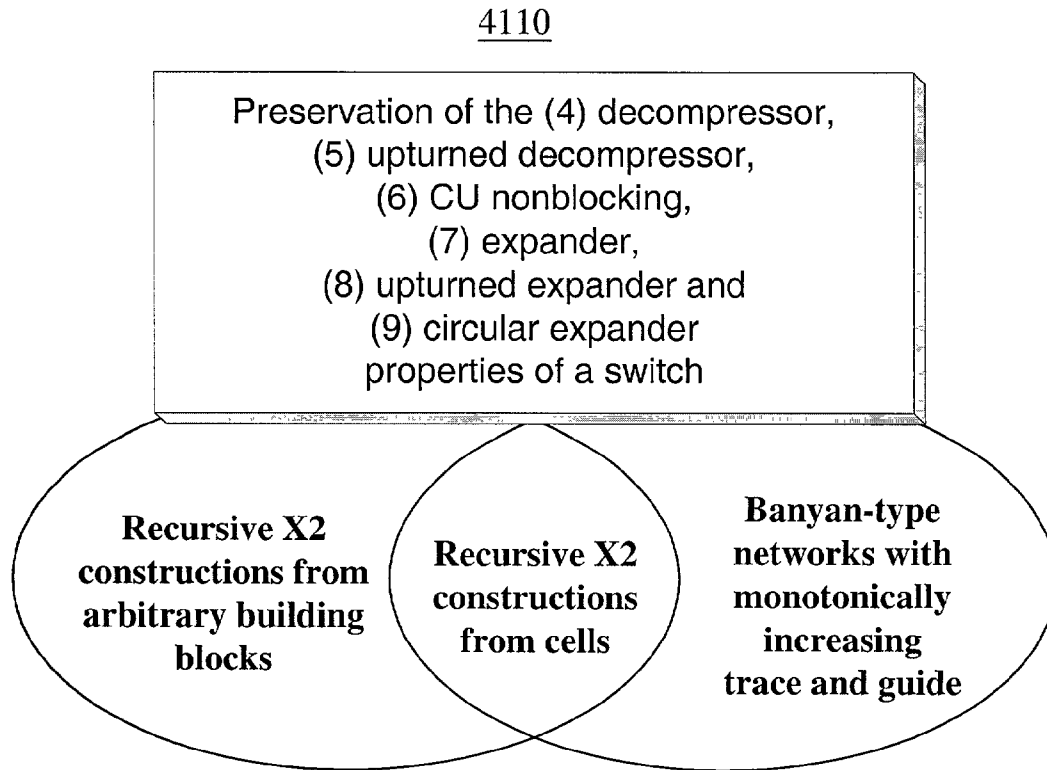 4110
Preservation of the (4) decompressor,
(5) upturned decompressor,
(6) CU nonblocking,
(7) expander,
(8) upturned expander and
(9) circular expander
properties of a switch
Recursive X2
constructions from
arbitrary building
blocks
Recursive X2
constructions
from cells
Banyan-type
networks with
monotonically
increasing
trace and guide